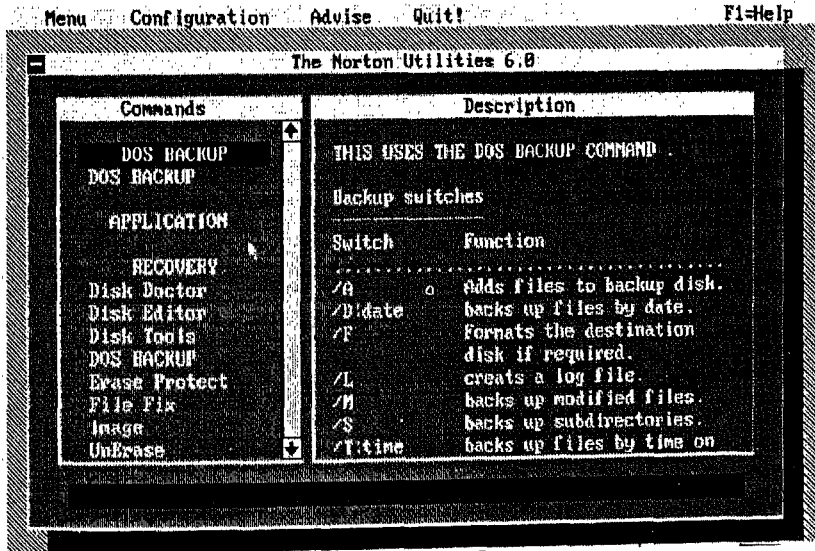 Menu Configuration Advise Quit! F1=Help
The Norton Utilities 6.0
Commands
DOS BACKUP
DOS BACKUP
APPLICATION
RECOVERY
Disk Doctor
Disk Editor
Disk Tools
DOS BACKUP
Erase Protect
File Fix
Image
UnErase
Description
THIS USES THE DOS BACKUP COMMAND .
Backup switches
Switch Function
/A Adds files to backup disk.
/D:date backs up files by date.
/F Formats the destination
disk if required.
/L creats a log file.
/M backs up modified files.
/S backs up subdirectories.
/T:time backs up files by time on